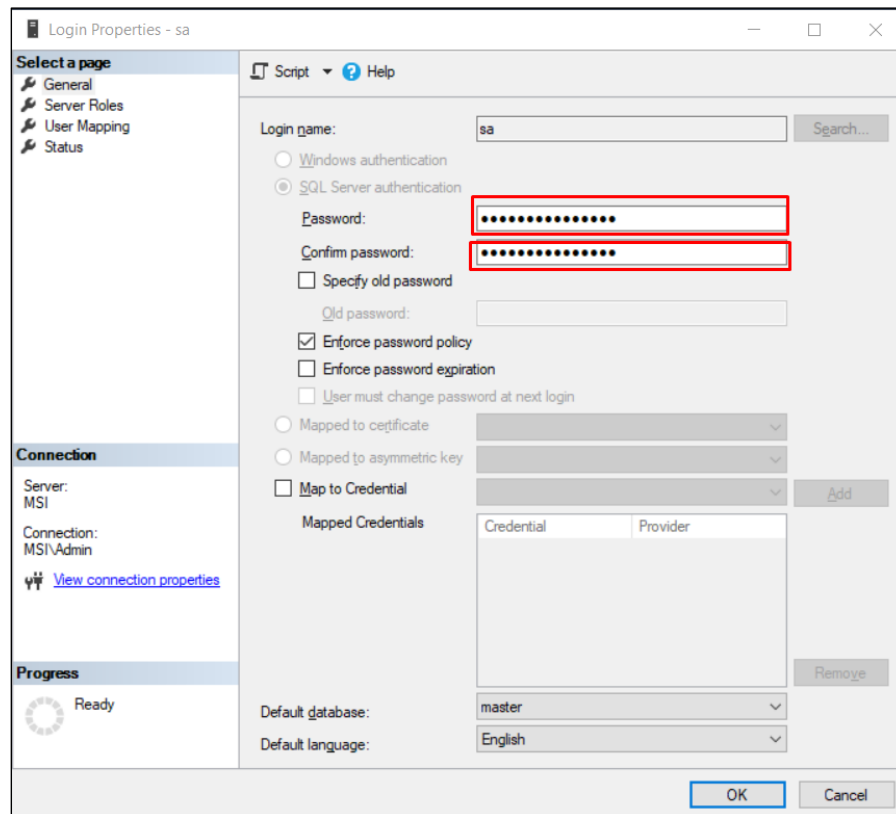 Login Properties - sa
Select a page
General
Server Roles
User Mapping
Status
Script
Help
Login name:
sa
Search...
Windows authentication
SQL Server authentication
Password:
●●●●●●●●●●●●●●●
Confirm password:
●●●●●●●●●●●●●●●
Specify old password
Old password:
Enforce password policy
Enforce password expiration
User must change password at next login
Mapped to certificate
Mapped to asymmetric key
Map to Credential
Add
Mapped Credentials
Credential
Provider
Remove
Default database:
master
Default language:
English
Connection
Server:
MSI
Connection:
MSI\Admin
View connection properties
Progress
Ready
OK
Cancel